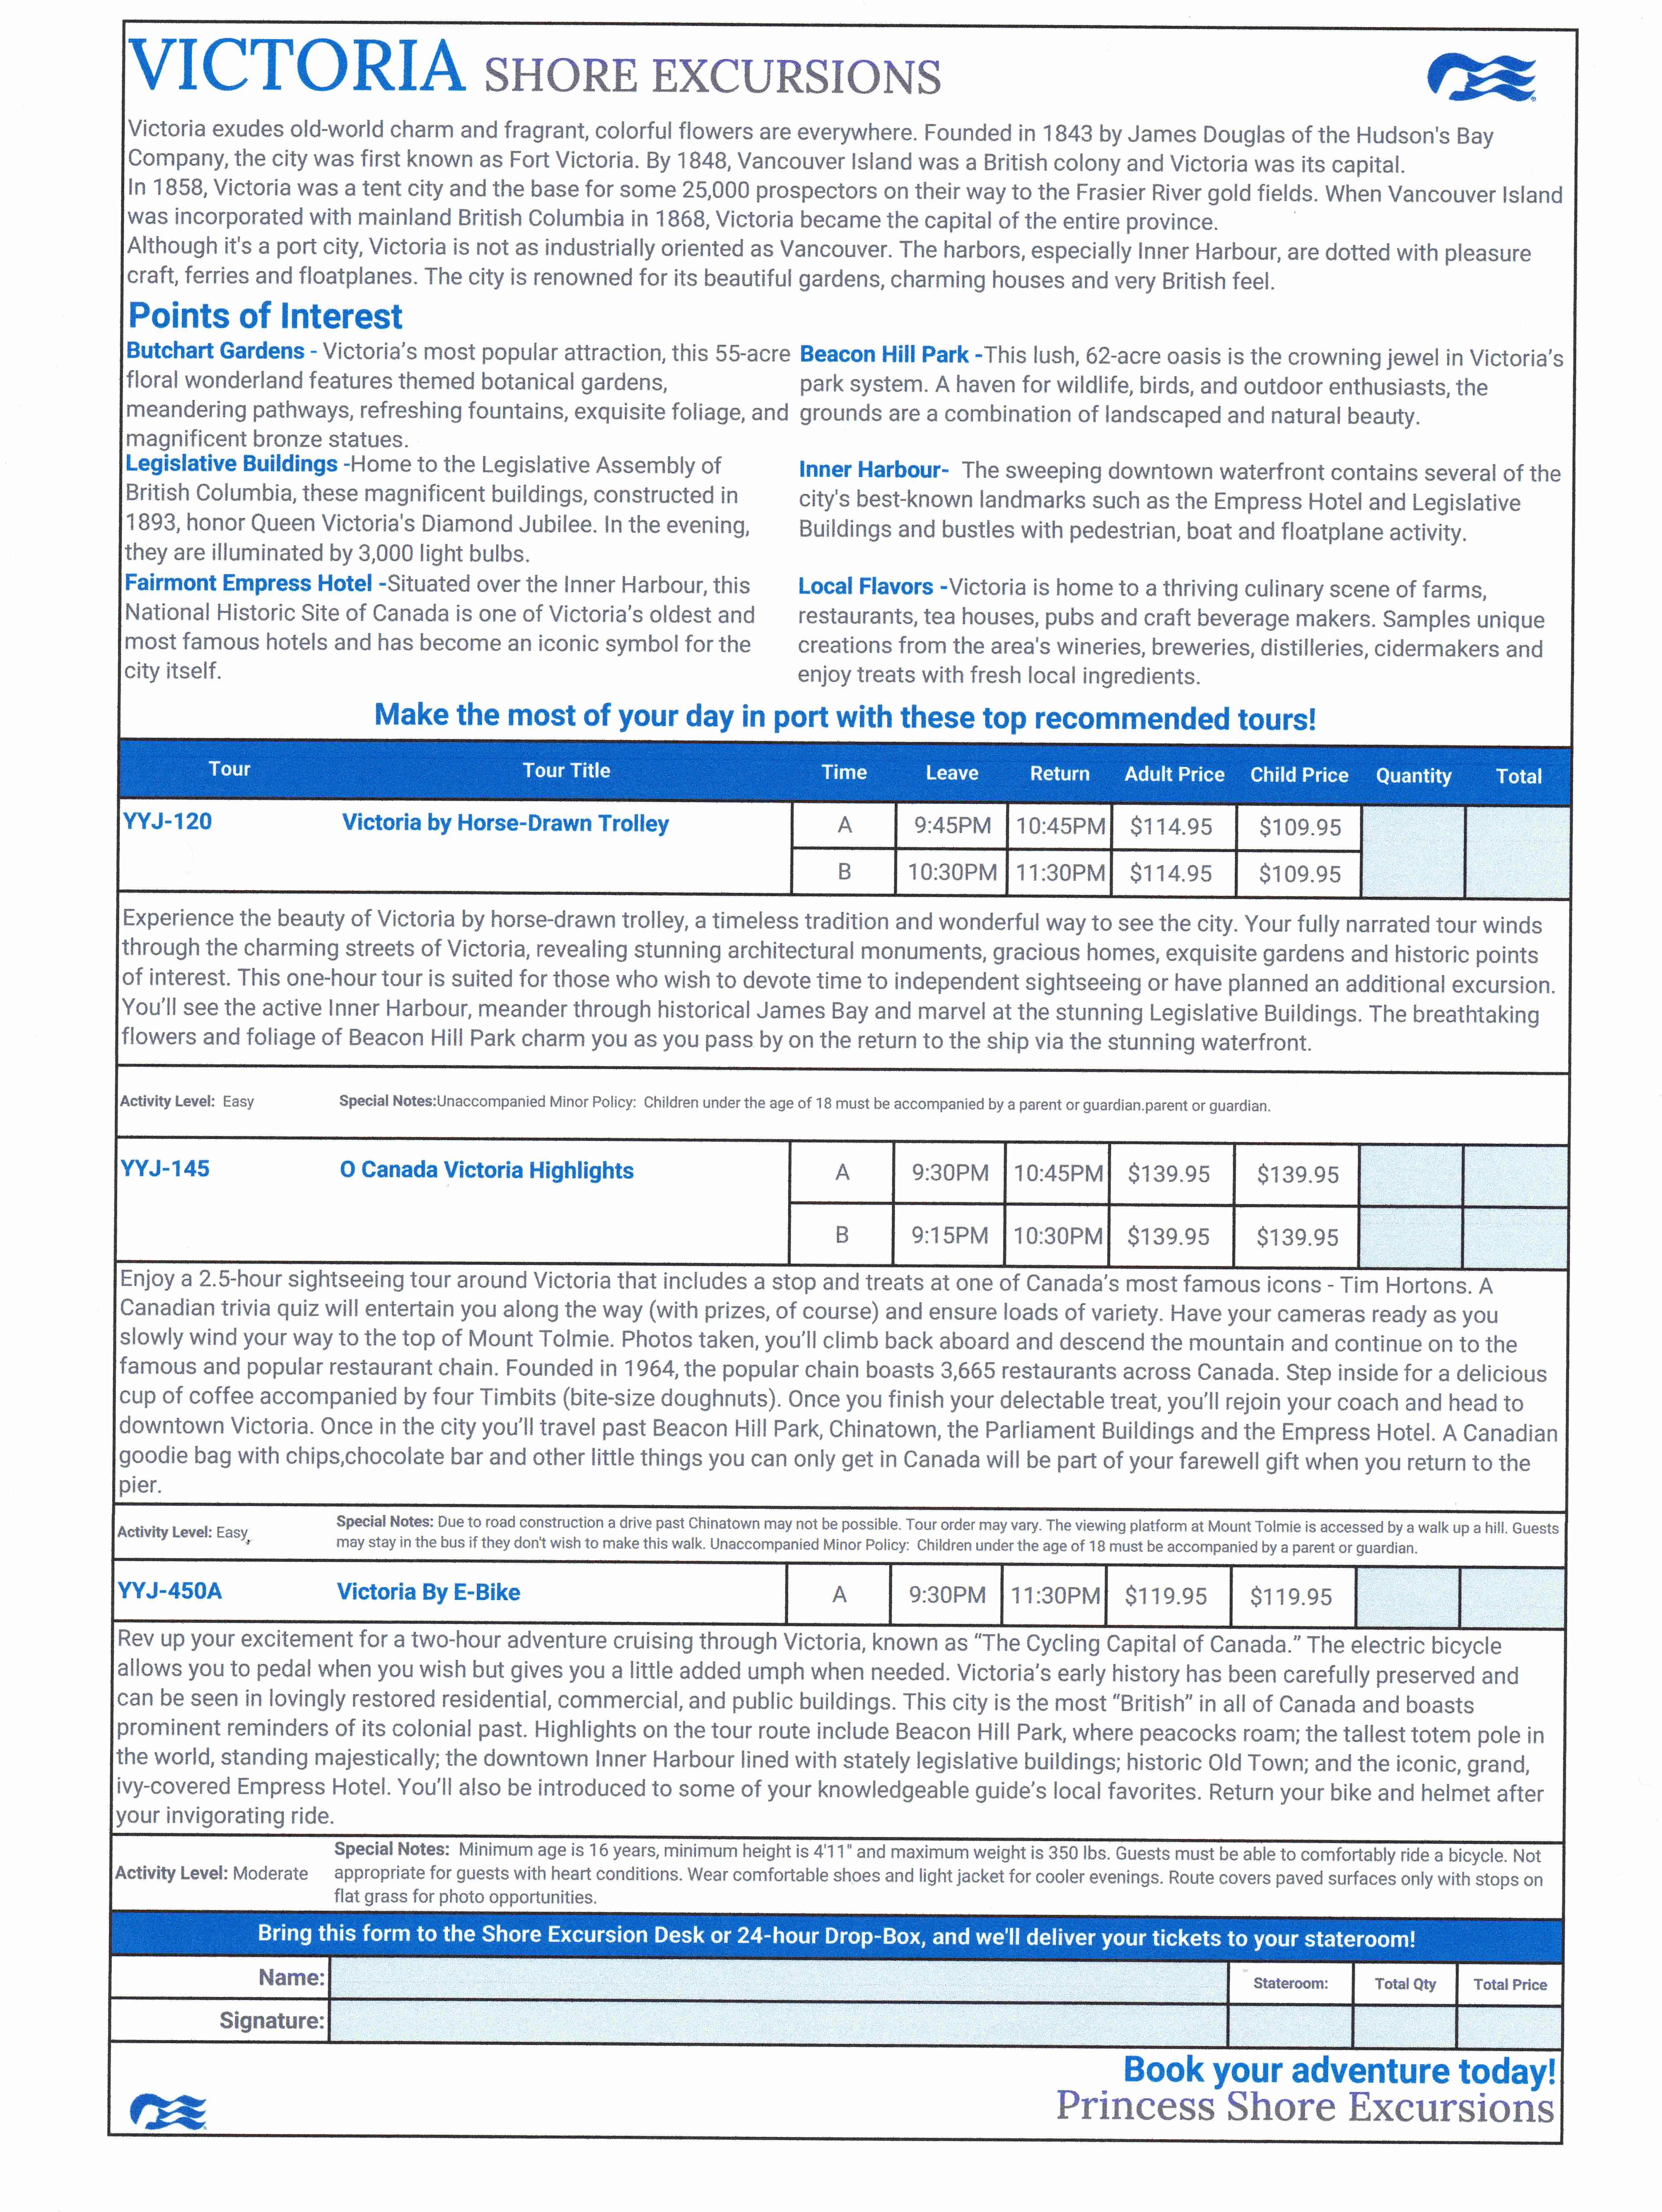 VICTORIA SHORE EXCURSIONS
Victoria exudes old-world charm and fragrant, colorful flowers are everywhere. Founded in 1843 by James Douglas of the Hudson's Bay
Company, the city was first known as Fort Victoria. By 1848, Vancouver Island was a British colony and Victoria was its capital.
In 1858, Victoria was a tent city and the base for some 25,000 prospectors on their way to the Frasier River gold fields. When Vancouver Island
was incorporated with mainland British Columbia in 1868, Victoria became the capital of the entire province.
Although it's a port city, Victoria is not as industrially oriented as Vancouver. The harbors, especially Inner Harbour, are dotted with pleasure
craft, ferries and floatplanes. The city is renowned for its beautiful gardens, charming houses and very British feel.
Points of Interest
Butchart Gardens - Victoria's most popular attraction, this 55-acre
floral wonderland features themed botanical gardens,
meandering pathways, refreshing fountains, exquisite foliage, and
magnificent bronze statues.
Beacon Hill Park -This lush, 62-acre oasis is the crowning jewel in Victoria's
park system. A haven for wildlife, birds, and outdoor enthusiasts, the
grounds are a combination of landscaped and natural beauty.
Legislative Buildings -Home to the Legislative Assembly of
British Columbia, these magnificent buildings, constructed in
1893, honor Queen Victoria's Diamond Jubilee. In the evening,
they are illuminated by 3,000 light bulbs.
Inner Harbour- The sweeping downtown waterfront contains several of the
city's best-known landmarks such as the Empress Hotel and Legislative
Buildings and bustles with pedestrian, boat and floatplane activity.
Fairmont Empress Hotel -Situated over the Inner Harbour, this
National Historic Site of Canada is one of Victoria's oldest and
most famous hotels and has become an iconic symbol for the
city itself.
Local Flavors -Victoria is home to a thriving culinary scene of farms,
restaurants, tea houses, pubs and craft beverage makers. Samples unique
creations from the area's wineries, breweries, distilleries, cidermakers and
enjoy treats with fresh local ingredients.
Make the most of your day in port with these top recommended tours!
Tour Tour Title Time Leave Return Adult Price Child Price Quantity Total
YYJ-120 Victoria by Horse-Drawn Trolley A 9:45PM 10:45PM $114.95 $109.95
B 10:30PM 11:30PM $114.95 $109.95
Experience the beauty of Victoria by horse-drawn trolley, a timeless tradition and wonderful way to see the city. Your fully narrated tour winds
through the charming streets of Victoria, revealing stunning architectural monuments, gracious homes, exquisite gardens and historic points
of interest. This one-hour tour is suited for those who wish to devote time to independent sightseeing or have planned an additional excursion.
You'll see the active Inner Harbour, meander through historical James Bay and marvel at the stunning Legislative Buildings. The breathtaking
flowers and foliage of Beacon Hill Park charm you as you pass by on the return to the ship via the stunning waterfront.
Activity Level: Easy Special Notes:Unaccompanied Minor Policy: Children under the age of 18 must be accompanied by a parent or guardian.parent or guardian.
YYJ-145 O Canada Victoria Highlights A 9:30PM 10:45PM $139.95 $139.95
B 9:15PM 10:30PM $139.95 $139.95
Enjoy a 2.5-hour sightseeing tour around Victoria that includes a stop and treats at one of Canada's most famous icons - Tim Hortons. A
Canadian trivia quiz will entertain you along the way (with prizes, of course) and ensure loads of variety. Have your cameras ready as you
slowly wind your way to the top of Mount Tolmie. Photos taken, you'll climb back aboard and descend the mountain and continue on to the
famous and popular restaurant chain. Founded in 1964, the popular chain boasts 3,665 restaurants across Canada. Step inside for a delicious
cup of coffee accompanied by four Timbits (bite-size doughnuts). Once you finish your delectable treat, you'll rejoin your coach and head to
downtown Victoria. Once in the city you'll travel past Beacon Hill Park, Chinatown, the Parliament Buildings and the Empress Hotel. A Canadian
goodie bag with chips,chocolate bar and other little things you can only get in Canada will be part of your farewell gift when you return to the
pier.
Activity Level: Easy
Special Notes: Due to road construction a drive past Chinatown may not be possible. Tour order may vary. The viewing platform at Mount Tolmie is accessed by a walk up a hill. Guests
may stay in the bus if they don't wish to make this walk. Unaccompanied Minor Policy: Children under the age of 18 must be accompanied by a parent or guardian.
YYJ-450A Victoria By E-Bike A 9:30PM 11:30PM $119.95 $119.95
Rev up your excitement for a two-hour adventure cruising through Victoria, known as "The Cycling Capital of Canada." The electric bicycle
allows you to pedal when you wish but gives you a little added umph when needed. Victoria's early history has been carefully preserved and
can be seen in lovingly restored residential, commercial, and public buildings. This city is the most "British" in all of Canada and boasts
prominent reminders of its colonial past. Highlights on the tour route include Beacon Hill Park, where peacocks roam; the tallest totem pole in
the world, standing majestically; the downtown Inner Harbour lined with stately legislative buildings; historic Old Town; and the iconic, grand,
ivy-covered Empress Hotel. You'll also be introduced to some of your knowledgeable guide's local favorites. Return your bike and helmet after
your invigorating ride.
Activity Level: Moderate
Special Notes: Minimum age is 16 years, minimum height is 4'11" and maximum weight is 350 lbs. Guests must be able to comfortably ride a bicycle. Not
appropriate for guests with heart conditions. Wear comfortable shoes and light jacket for cooler evenings. Route covers paved surfaces only with stops on
flat grass for photo opportunities.
Bring this form to the Shore Excursion Desk or 24-hour Drop-Box, and we'll deliver your tickets to your stateroom!
Name: Stateroom: Total Qty Total Price
Signature:
Book your adventure today!
Princess Shore Excursions